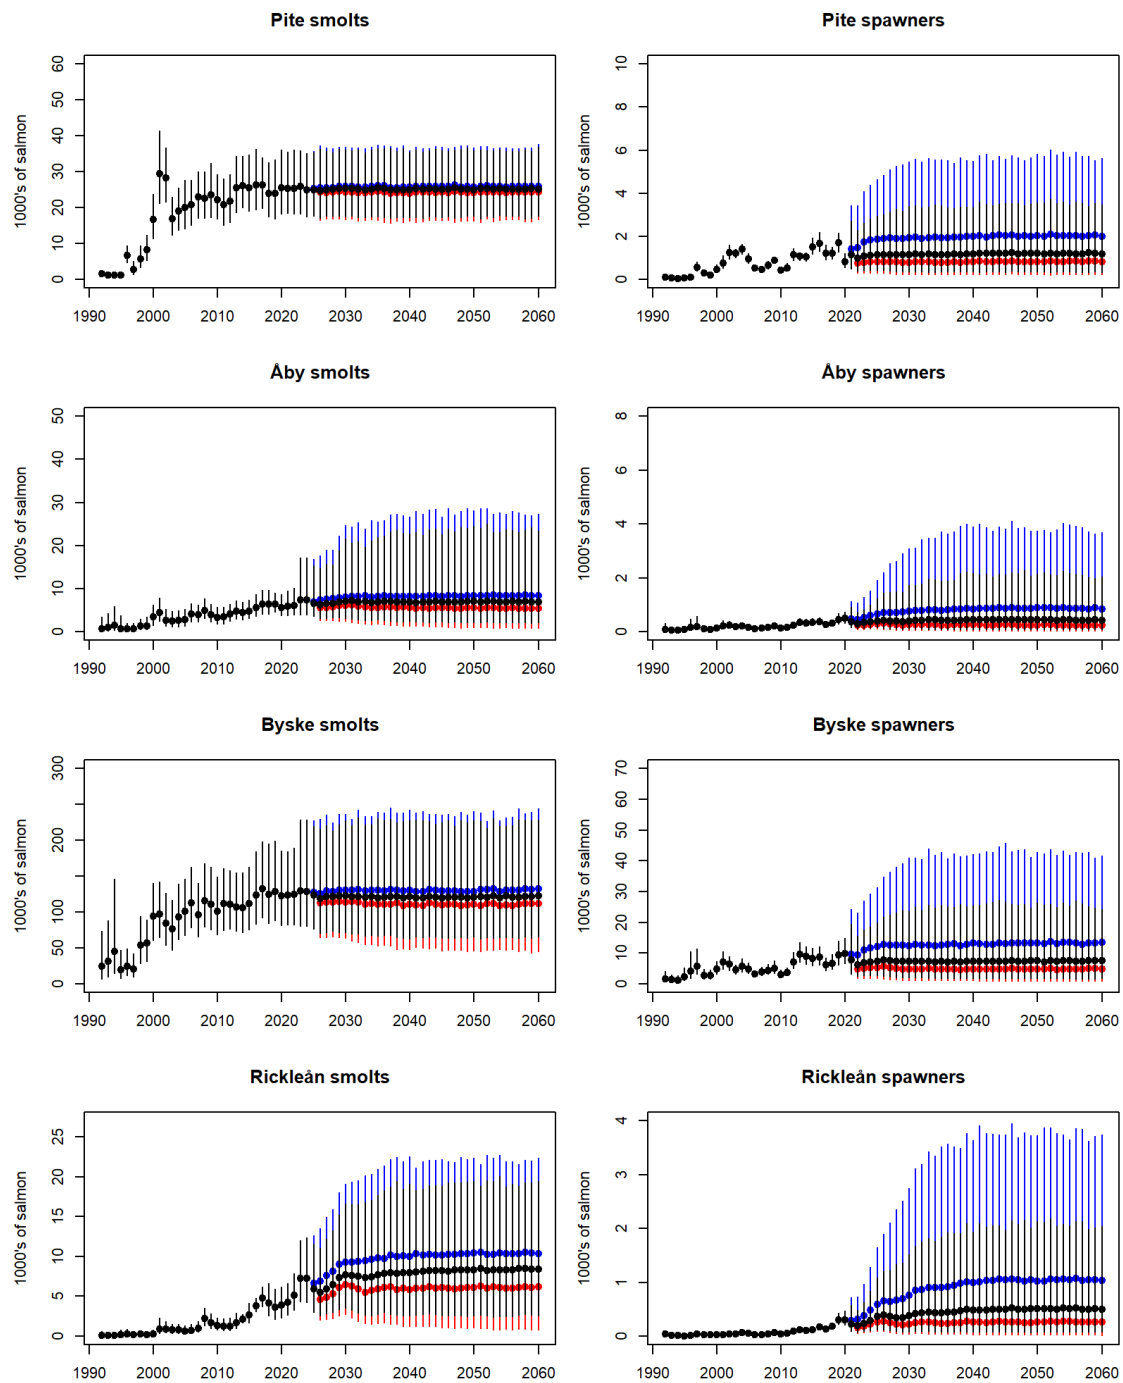 Pite smolts
1000's of salmon
0 10 20 30 40 50 60
1990 2000 2010 2020 2030 2040 2050 2060
Pite spawners
1000's of salmon
0 2 4 6 8 10
1990 2000 2010 2020 2030 2040 2050 2060
Åby smolts
1000's of salmon
0 10 20 30 40 50
1990 2000 2010 2020 2030 2040 2050 2060
Åby spawners
1000's of salmon
0 2 4 6 8
1990 2000 2010 2020 2030 2040 2050 2060
Byske smolts
1000's of salmon
0 50 100 200 300
1990 2000 2010 2020 2030 2040 2050 2060
Byske spawners
1000's of salmon
0 10 20 30 40 50 60 70
1990 2000 2010 2020 2030 2040 2050 2060
Rickleån smolts
1000's of salmon
0 5 10 15 20 25
1990 2000 2010 2020 2030 2040 2050 2060
Rickleån spawners
1000's of salmon
0 1 2 3 4
1990 2000 2010 2020 2030 2040 2050 2060